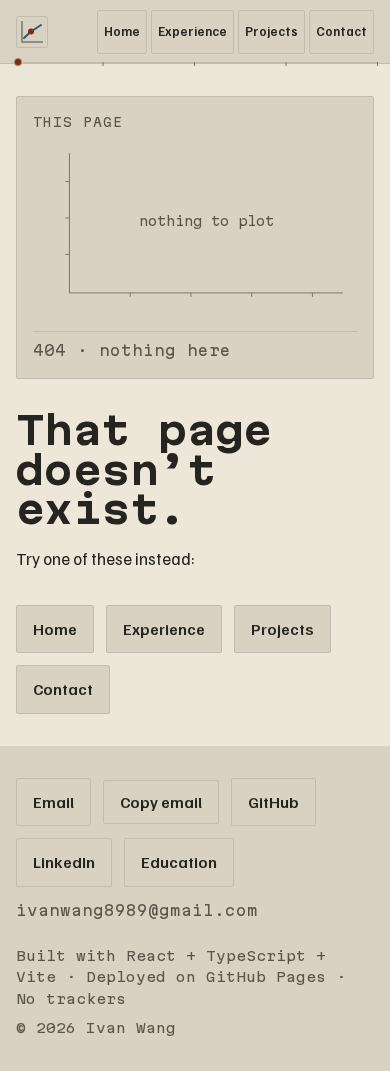 Home Experience Projects Contact
THIS PAGE
nothing to plot
404 · nothing here
That page
doesn’t
exist.
Try one of these instead:
Home Experience Projects
Contact
Email Copy email GitHub
LinkedIn Education
ivanwang8989@gmail.com
Built with React + TypeScript +
Vite · Deployed on GitHub Pages ·
No trackers
© 2026 Ivan Wang